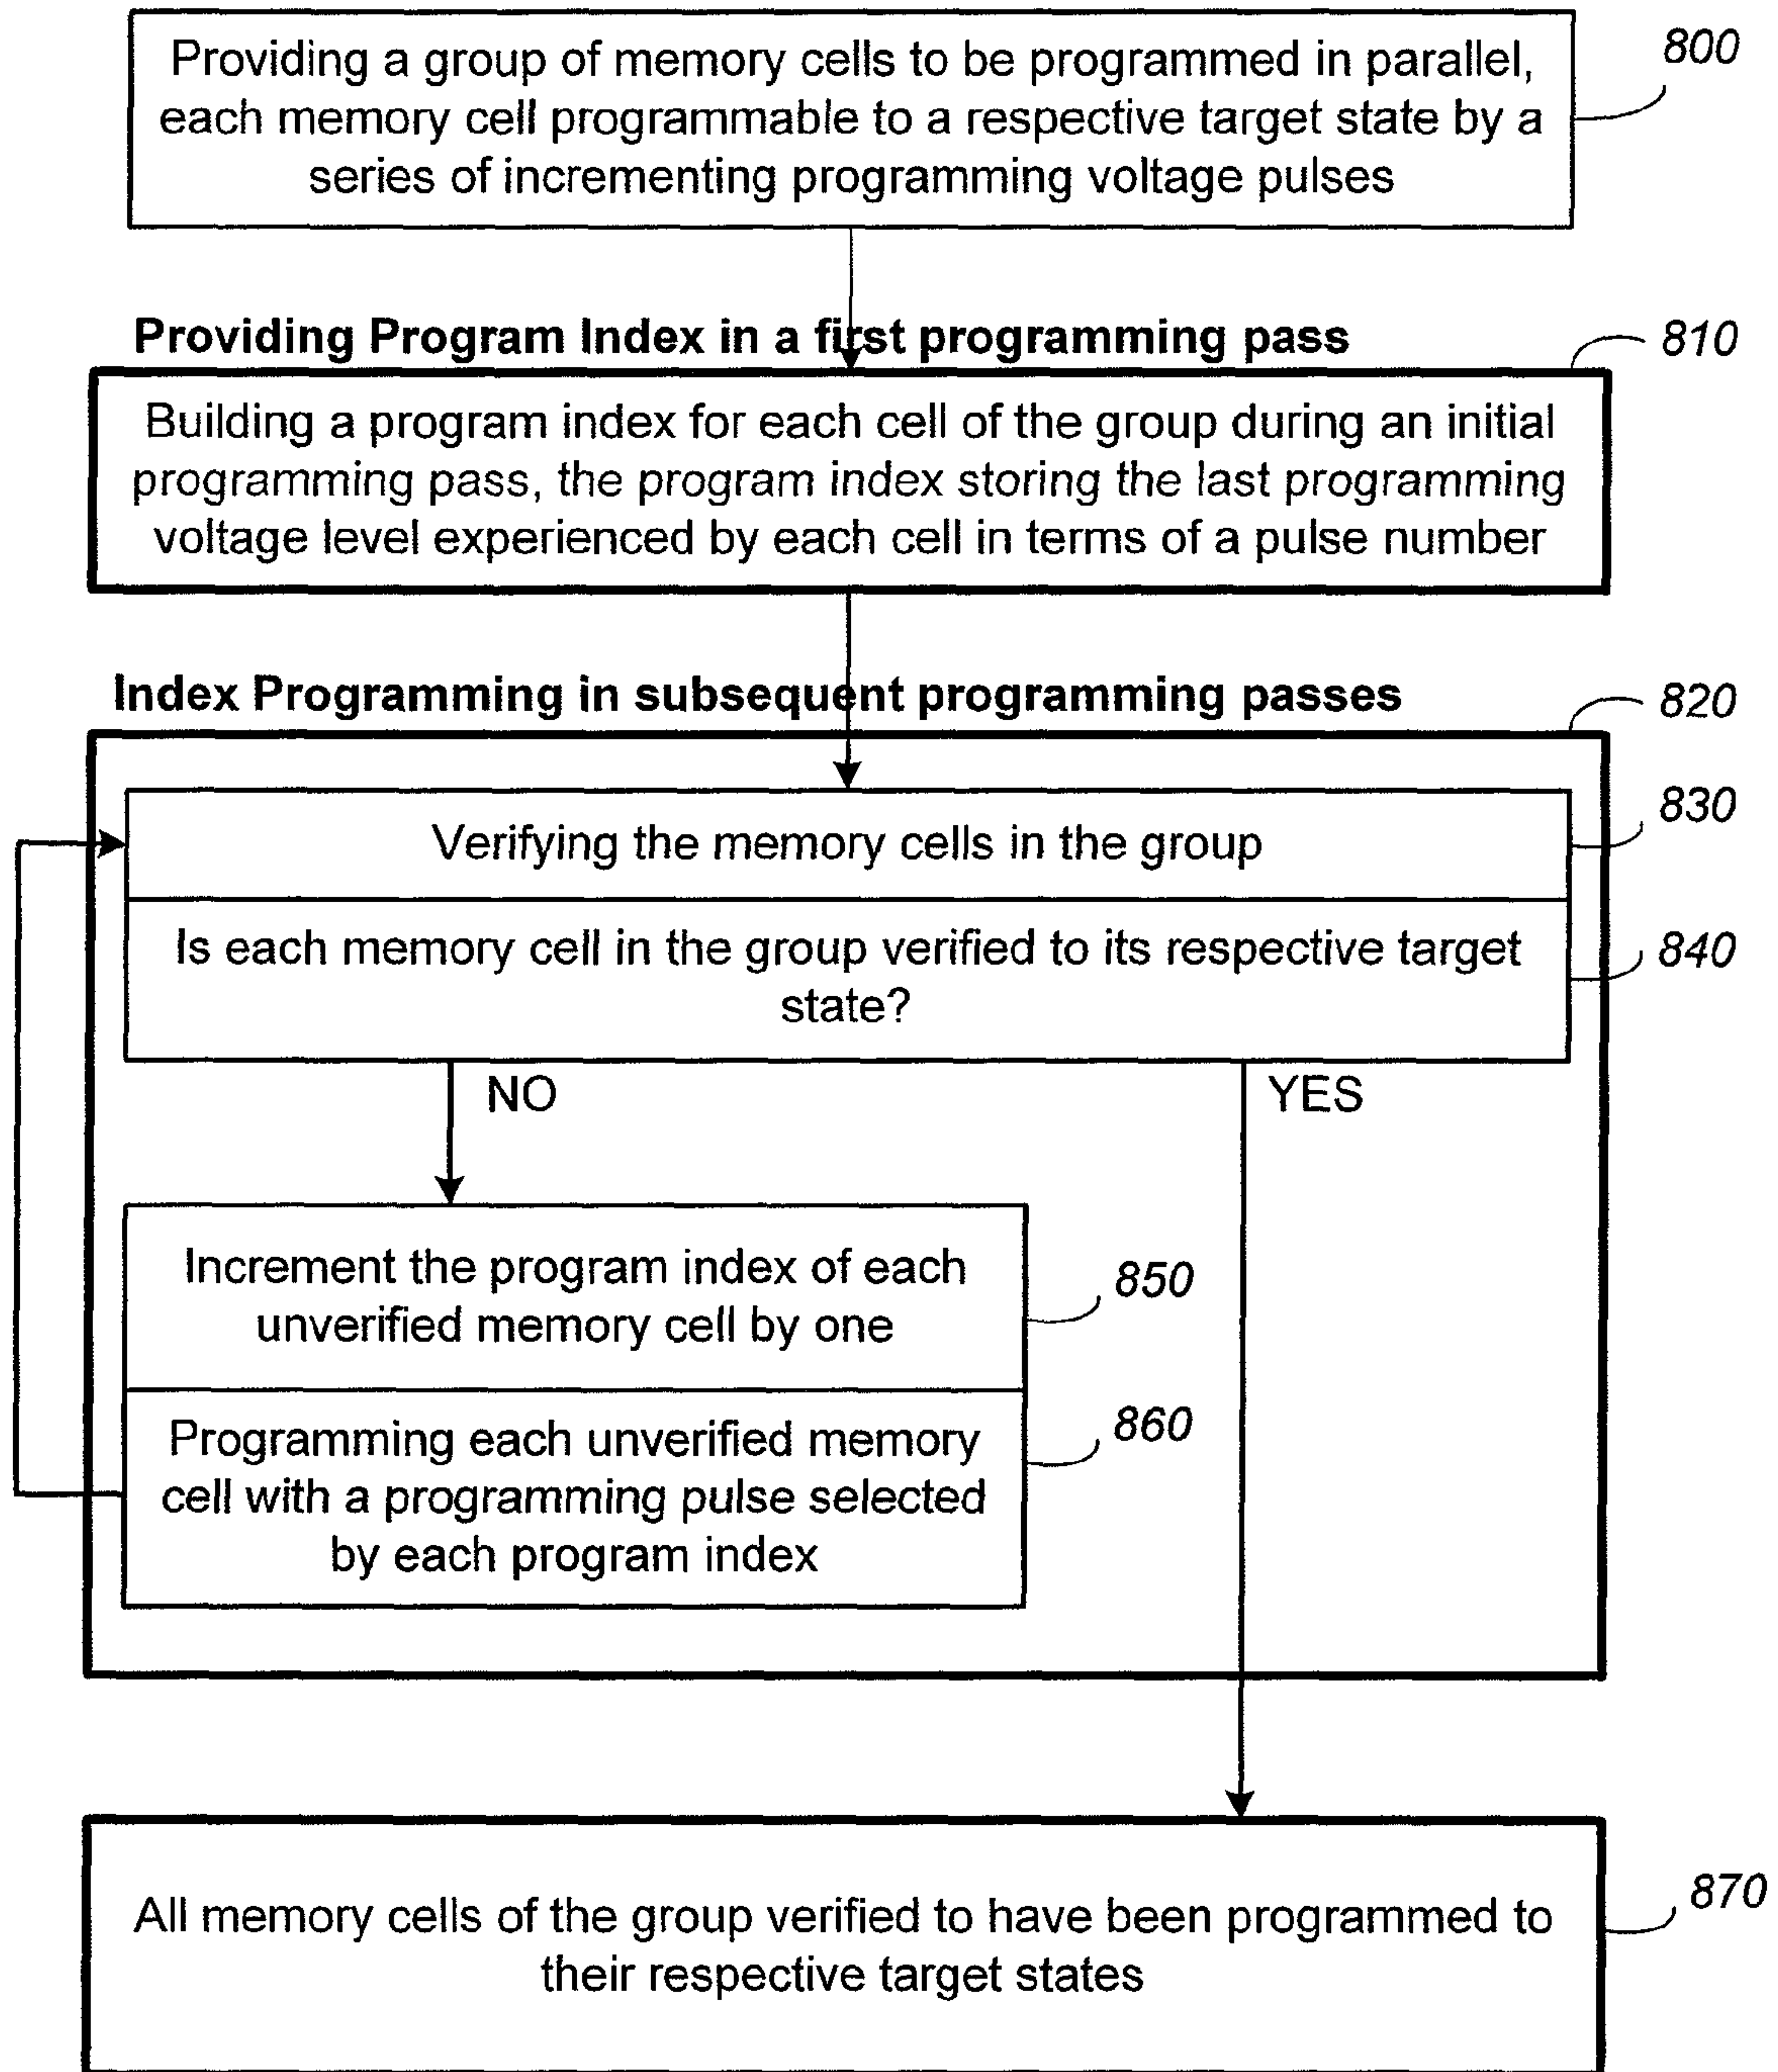 Providing a group of memory cells to be programmed in parallel,
each memory cell programmable to a respective target state by a
series of incrementing programming voltage pulses
800
Providing Program Index in a first programming pass
810
Building a program index for each cell of the group during an initial
programming pass, the program index storing the last programming
voltage level experienced by each cell in terms of a pulse number
Index Programming in subsequent programming passes
820
Verifying the memory cells in the group
830
Is each memory cell in the group verified to its respective target
state?
840
NO
YES
Increment the program index of each
unverified memory cell by one
850
Programming each unverified memory
cell with a programming pulse selected
by each program index
860
All memory cells of the group verified to have been programmed to
their respective target states
870